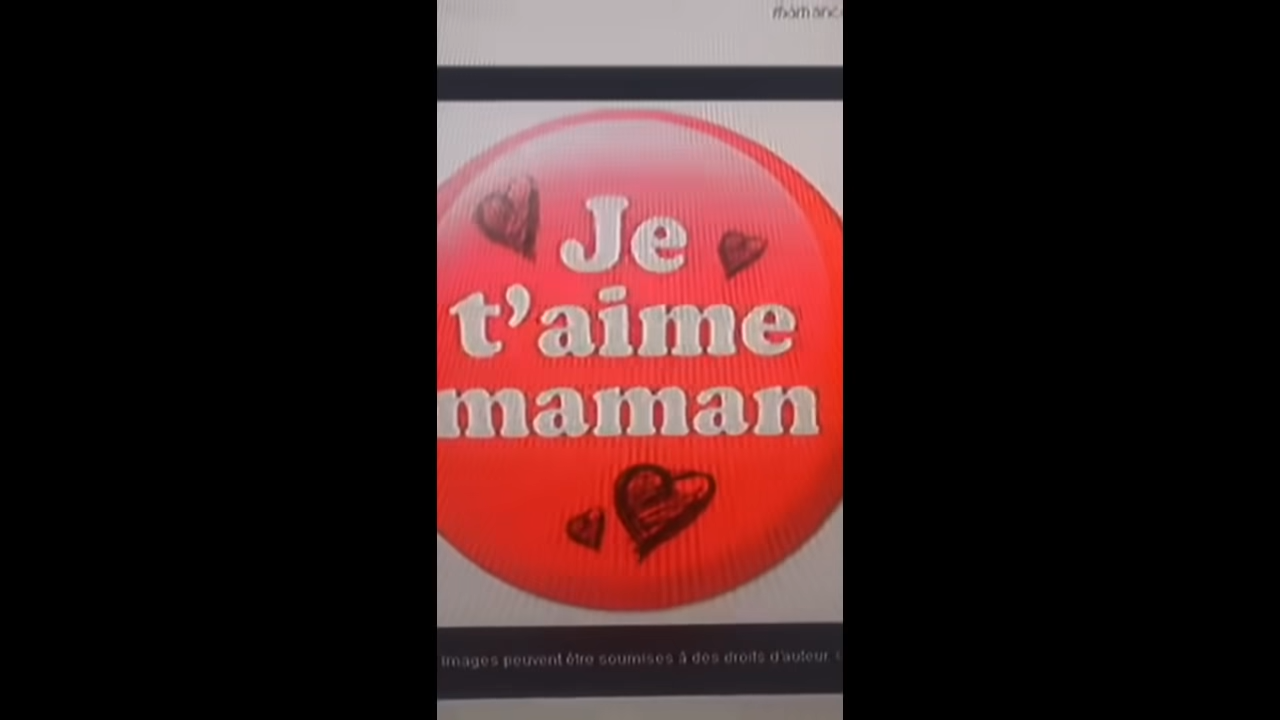 Je
t'aime
maman
images peuvent être soumises à des droits d'auteur.